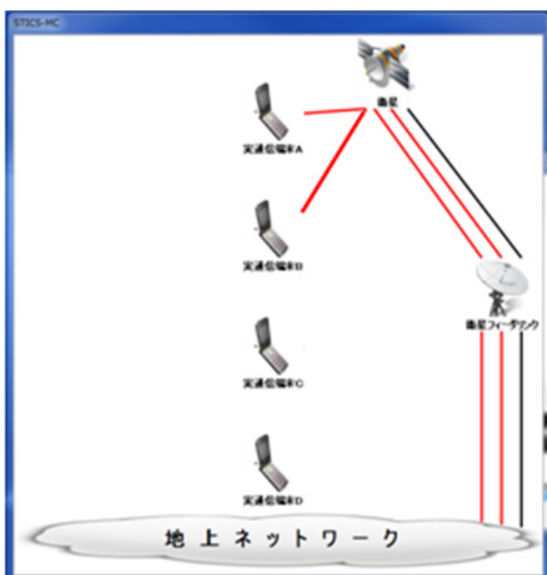 STICS-MC
衛星
実通信端末A
実通信端末B
衛星フィーダリンク
実通信端末C
実通信端末D
地上ネットワーク